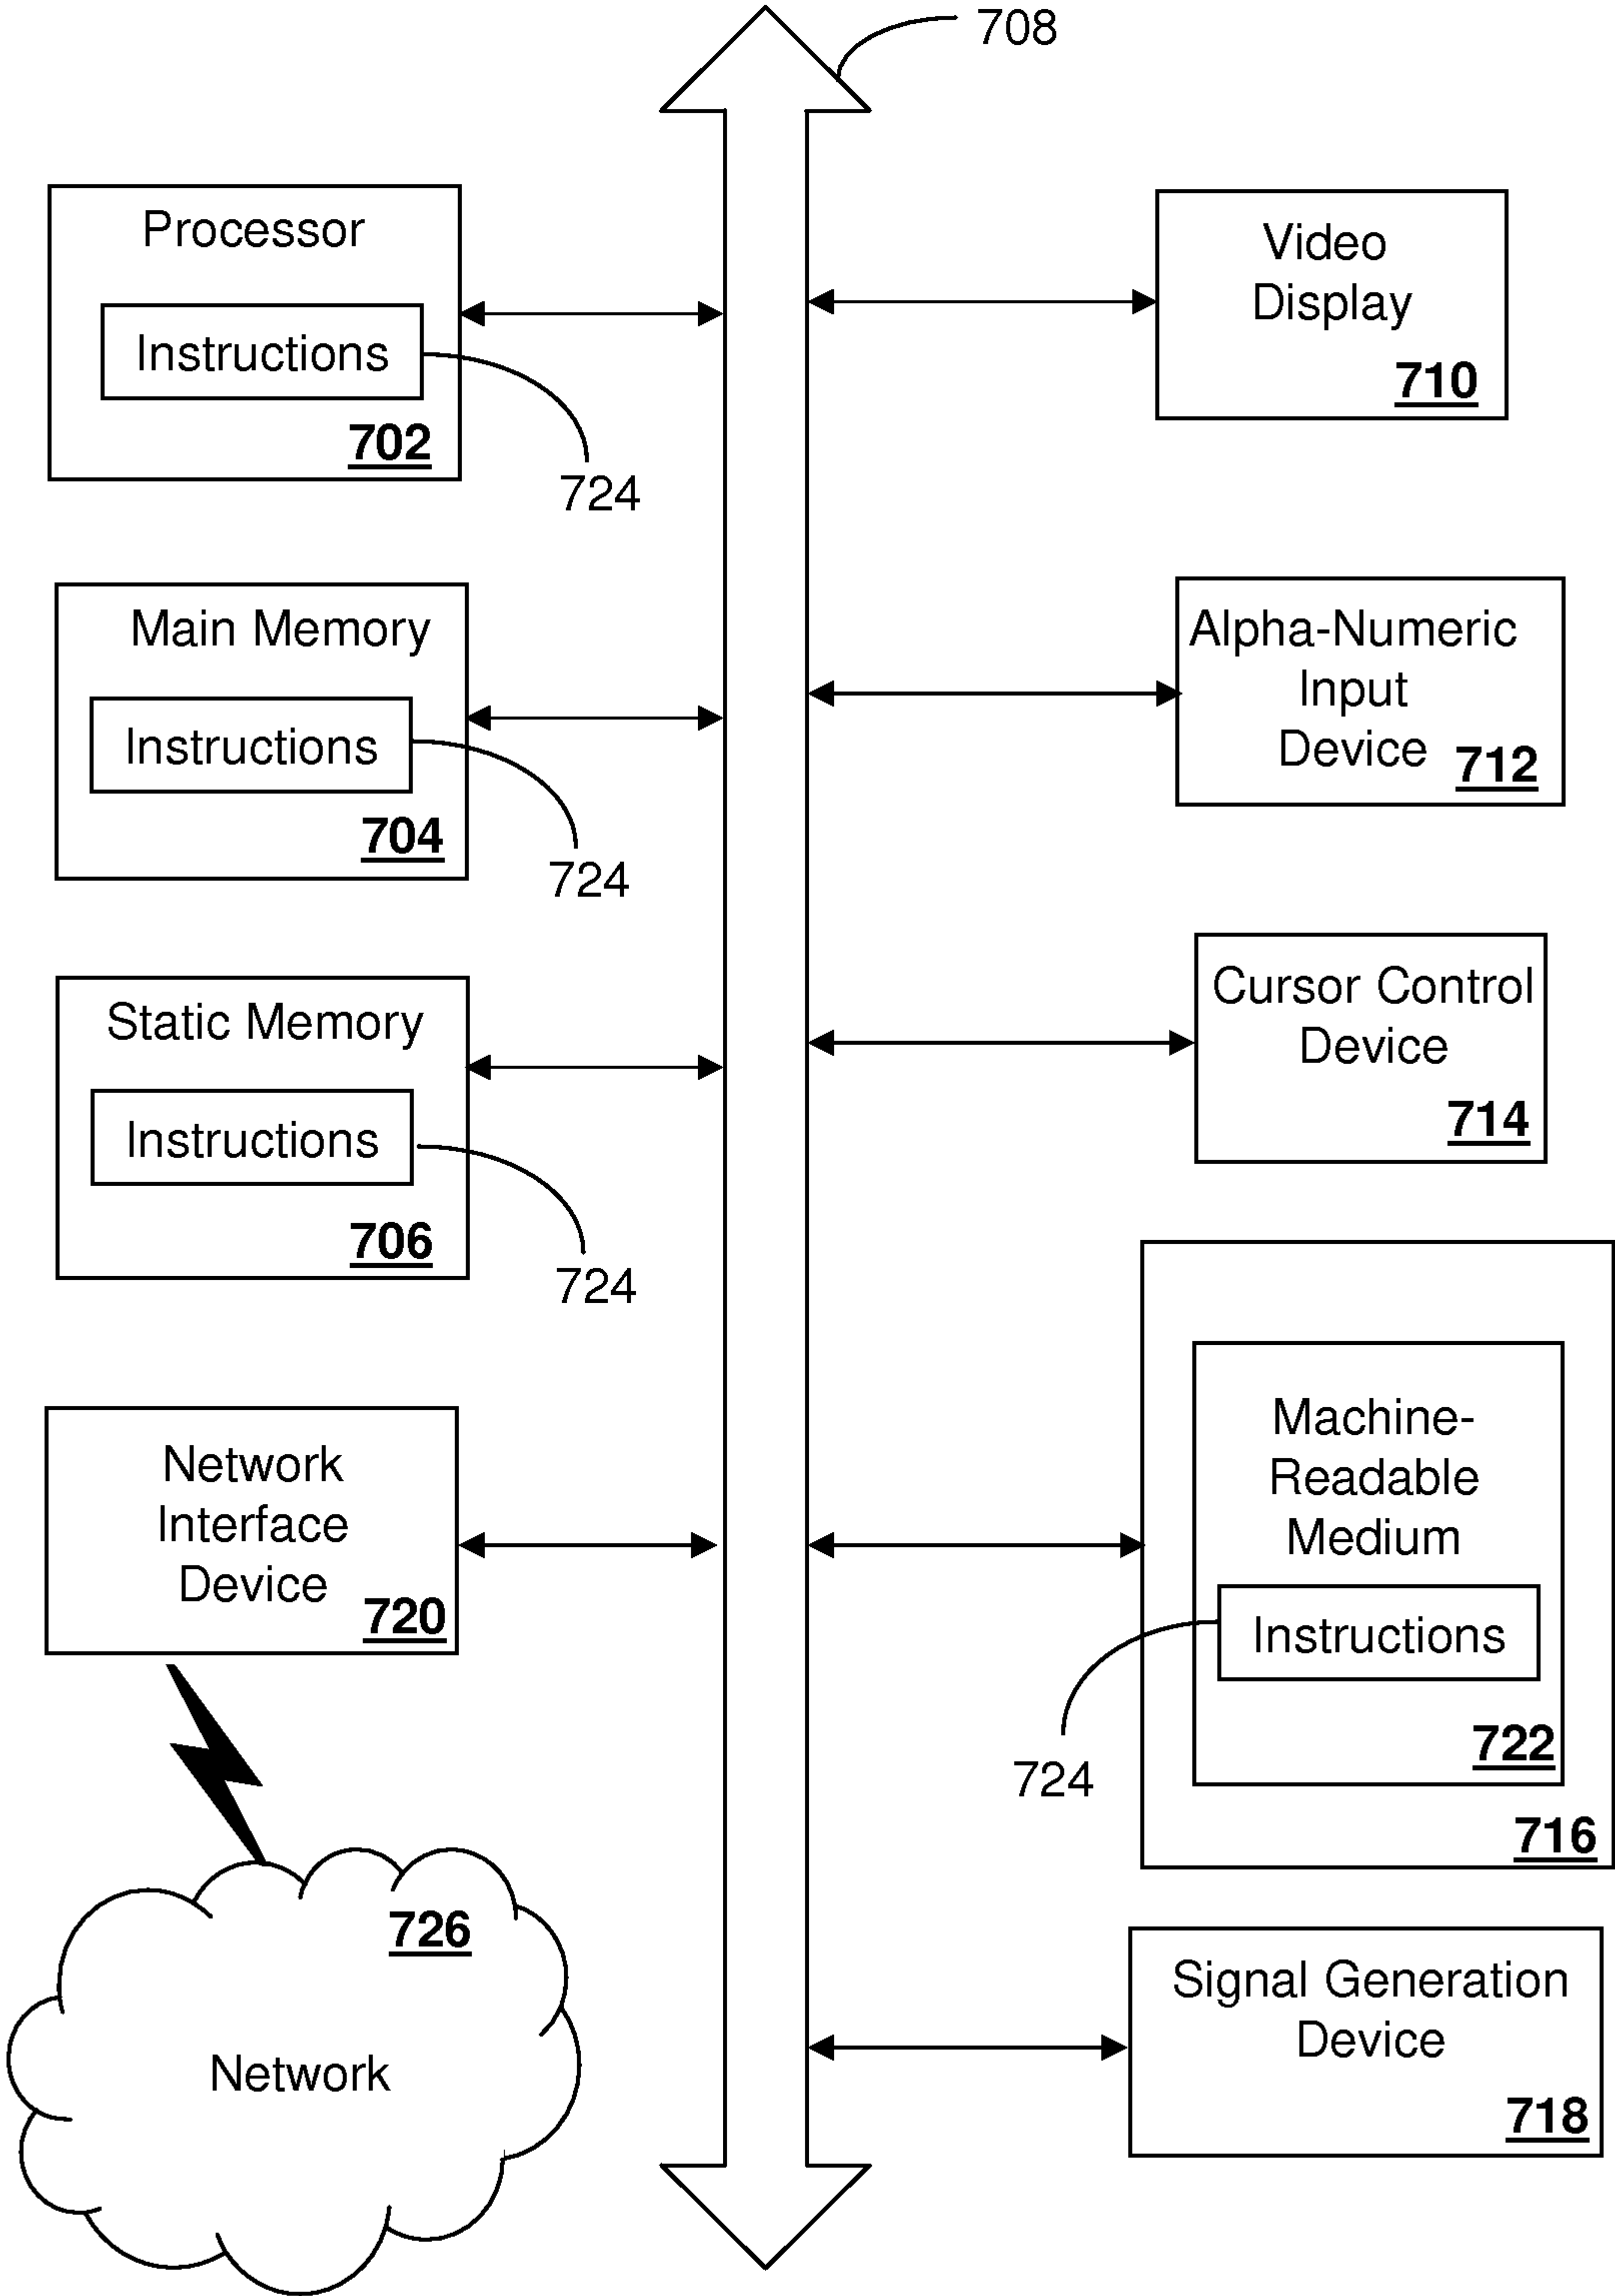 708
Processor
Instructions
702
724
Main Memory
Instructions
704
724
Static Memory
Instructions
706
724
Network
Interface
Device
720
726
Network
Video
Display
710
Alpha-Numeric
Input
Device
712
Cursor Control
Device
714
Machine-
Readable
Medium
Instructions
722
724
716
Signal Generation
Device
718